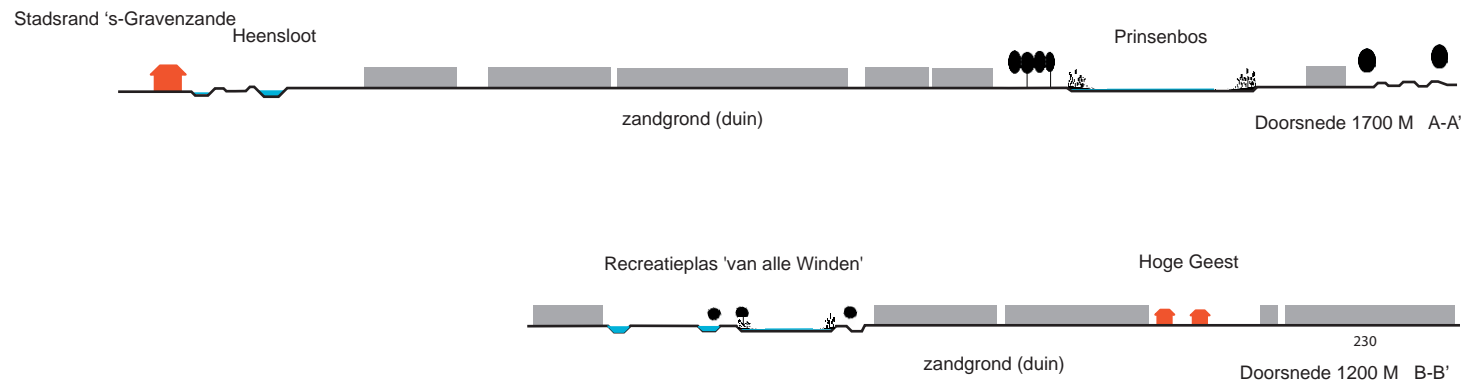 Stadsrand ‘s-Gravenzande
Heensloot
Prinsenbos
zandgrond (duin)
Doorsnede 1700 M A-A’
Recreatieplas 'van alle Winden'
Hoge Geest
230
zandgrond (duin)
Doorsnede 1200 M B-B’